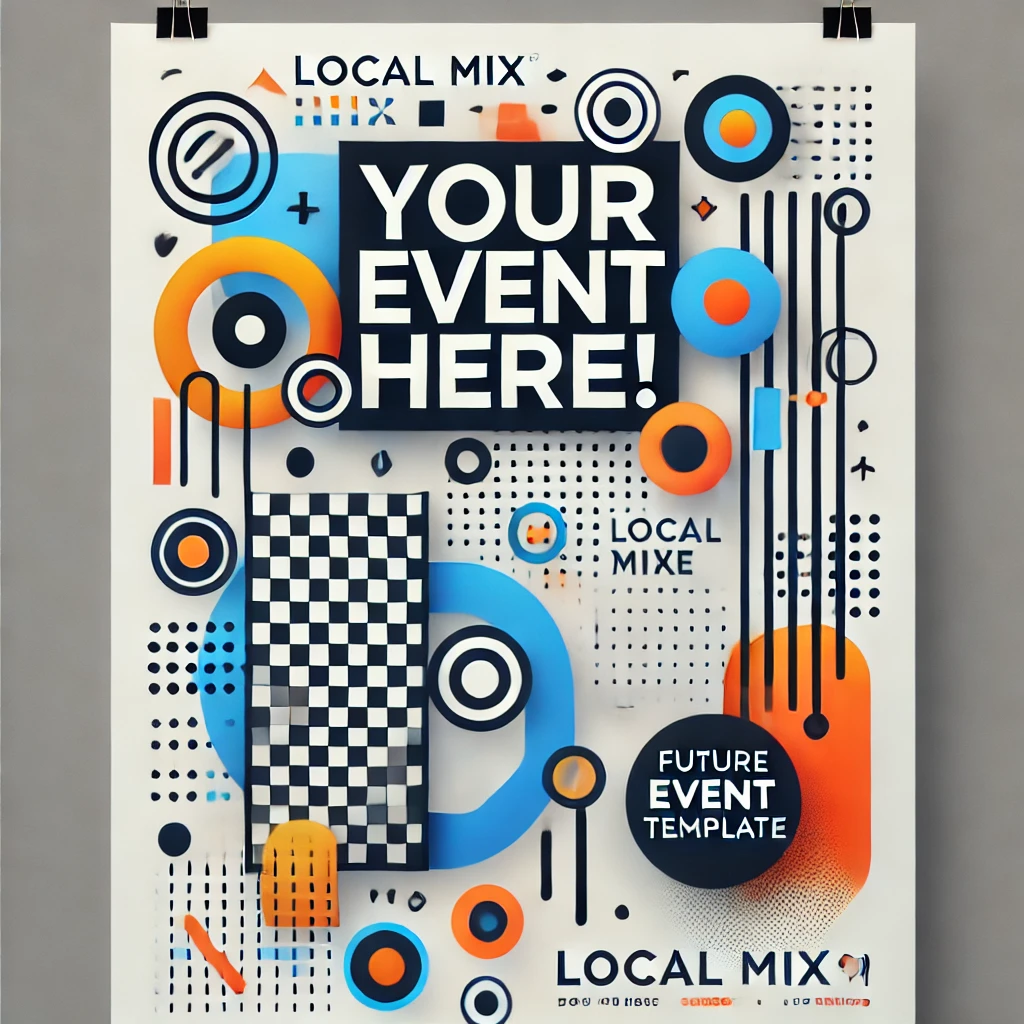 LOCAL MIX
YOUR
EVENT
HERE!
LOCAL
MIXE
FUTURE
EVENT
TEMPLATE
LOCAL MIX